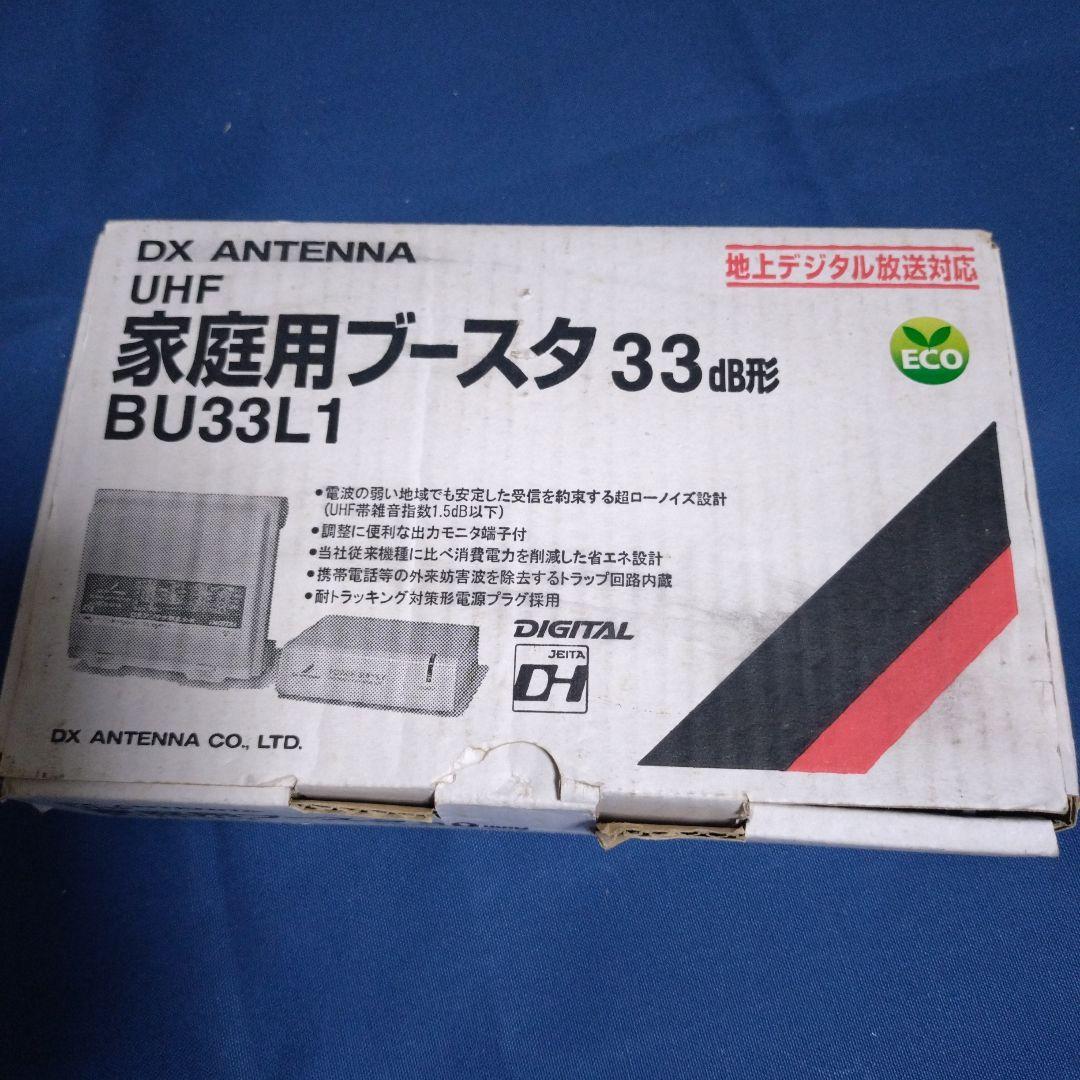 DX ANTENNA
UHF
家庭用ブースタ 33dB形
BU33L1
地上デジタル放送対応
ECO
•電波の弱い地域でも安定した受信を約束する超ローノイズ設計
(UHF帯雑音指数1.5dB以下)
•調整に便利な出力モニタ端子付
•当社従来機種に比べ消費電力を削減した省エネ設計
•携帯電話等の外来妨害波を除去するトラップ回路内蔵
•耐トラッキング対策形電源プラグ採用
DIGITAL
JEITA
DH
DX ANTENNA CO., LTD.